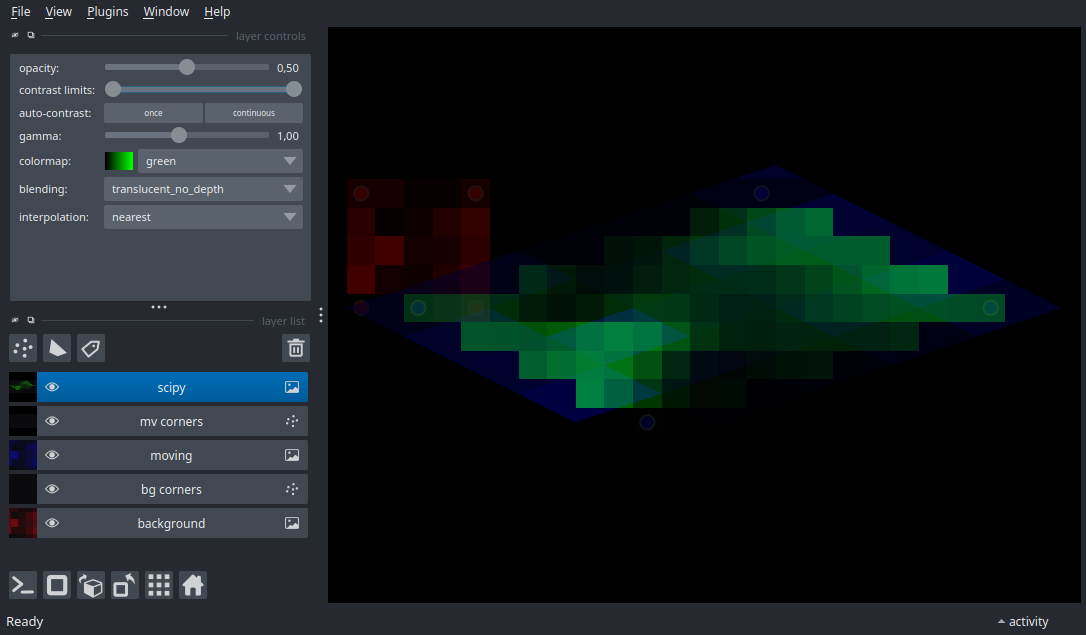 File View Plugins Window Help
layer controls
opacity: 0,50
contrast limits:
auto-contrast: once continuous
gamma: 1,00
colormap: green
blending: translucent_no_depth
interpolation: nearest
layer list
scipy
mv corners
moving
bg corners
background
Ready activity